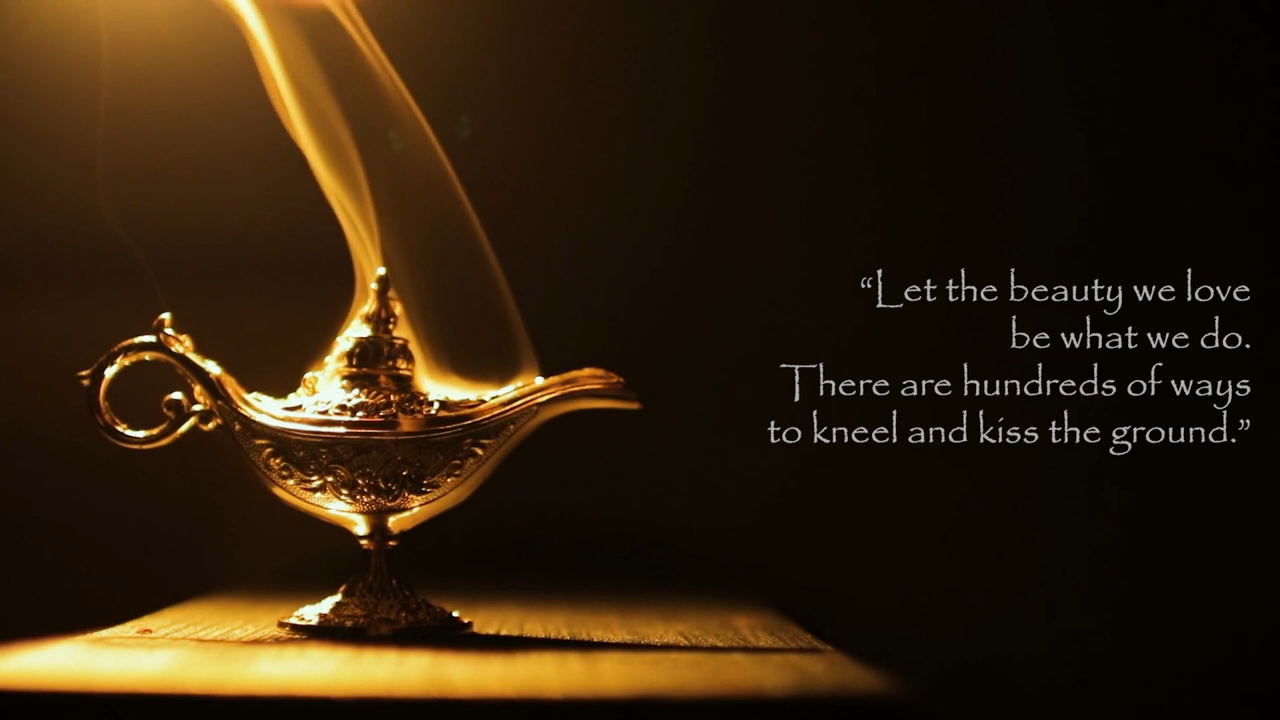 “Let the beauty we love
be what we do.
There are hundreds of ways
to kneel and kiss the ground.”